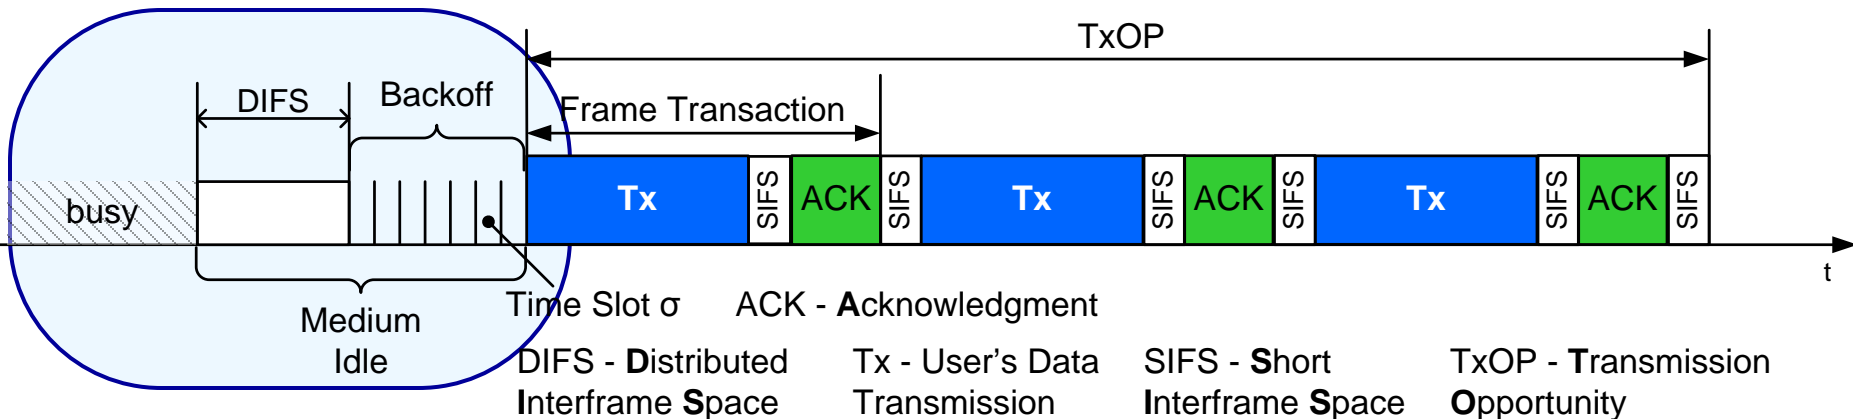 TxOP
DIFS
Backoff
Frame Transaction
busy
Tx
SIFS
ACK
SIFS
Tx
SIFS
ACK
SIFS
Tx
SIFS
ACK
SIFS
t
Medium
Idle
Time Slot σ
ACK - Acknowledgment
DIFS - Distributed
Interframe Space
Tx - User's Data
Transmission
SIFS - Short
Interframe Space
TxOP - Transmission
Opportunity